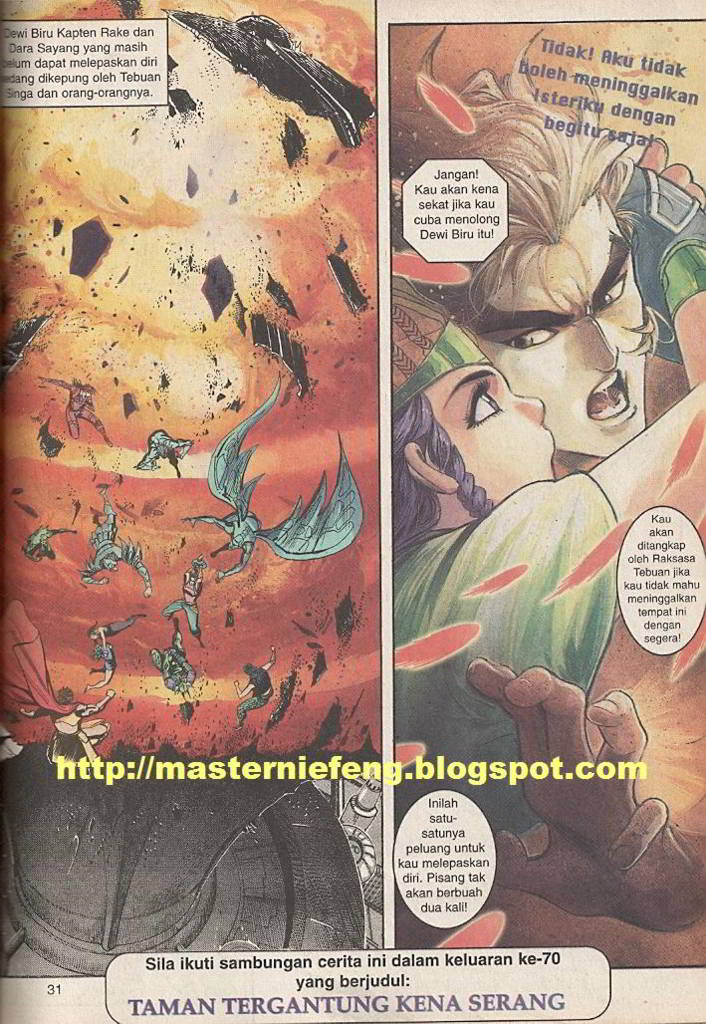 Dewi Biru Kapten Rake dan
Dara Sayang yang masih
belum dapat melepaskan diri
sedang dikepung oleh Tebuan
Singa dan orang-orangnya.
Tidak! Aku tidak
boleh meninggalkan
Isteriku dengan
begitu saja!
Jangan!
Kau akan kena
sekat jika kau
cuba menolong
Dewi Biru itu!
Kau
akan
ditangkap
oleh Raksasa
Tebuan jika
kau tidak mahu
meninggalkan
tempat ini
dengan
segera!
http://masterniefeng.blogspot.com
Inilah
satu-
satunya
peluang untuk
kau melepaskan
diri. Pisang tak
akan berbuah
dua kali!
Sila ikuti sambungan cerita ini dalam keluaran ke-70
yang berjudul:
TAMAN TERGANTUNG KENA SERANG
31